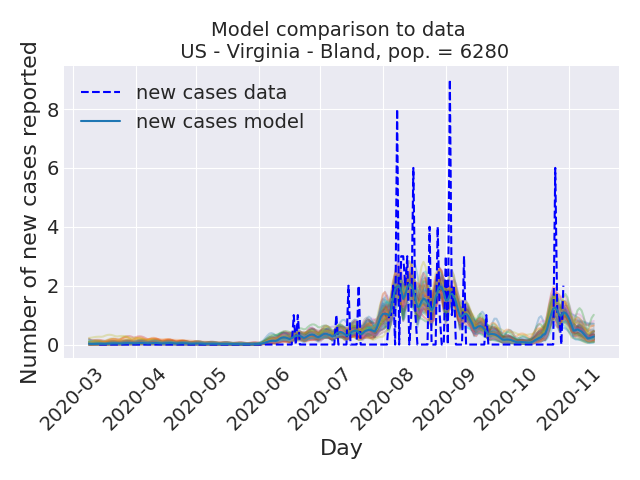 Model comparison to data
US - Virginia - Bland, pop. = 6280
Number of new cases reported
new cases data
new cases model
8
6
4
2
0
2020-03
2020-04
2020-05
2020-06
2020-07
2020-08
2020-09
2020-10
2020-11
Day